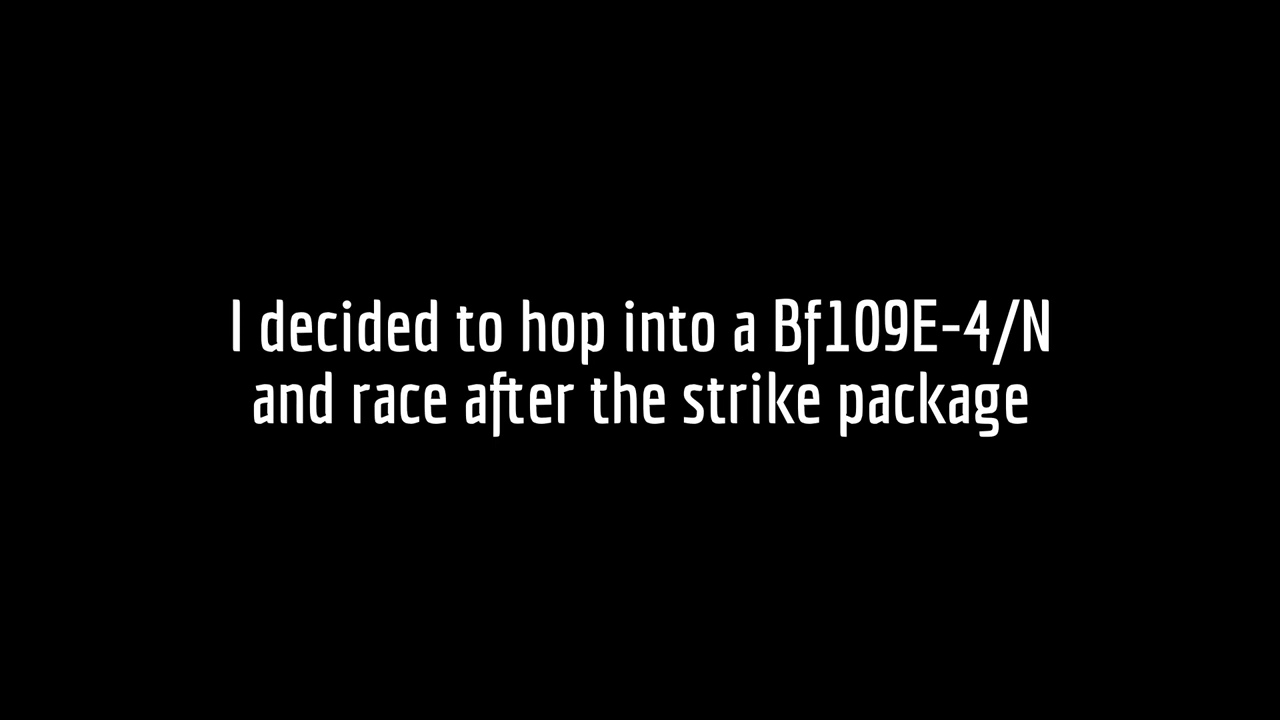 I decided to hop into a Bf109E-4/N
and race after the strike package